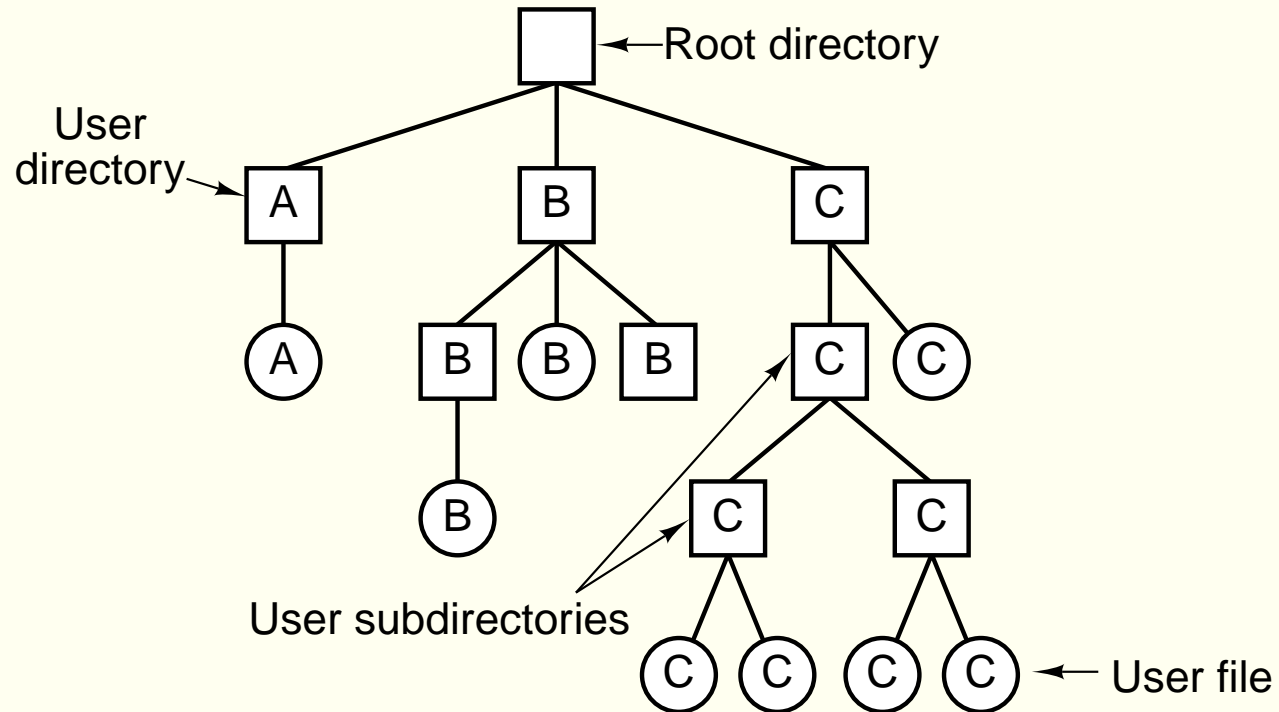 Root directory
User
directory
A
B
C
A
B
B
B
C
C
B
C
C
User subdirectories
C
C
C
C
User file